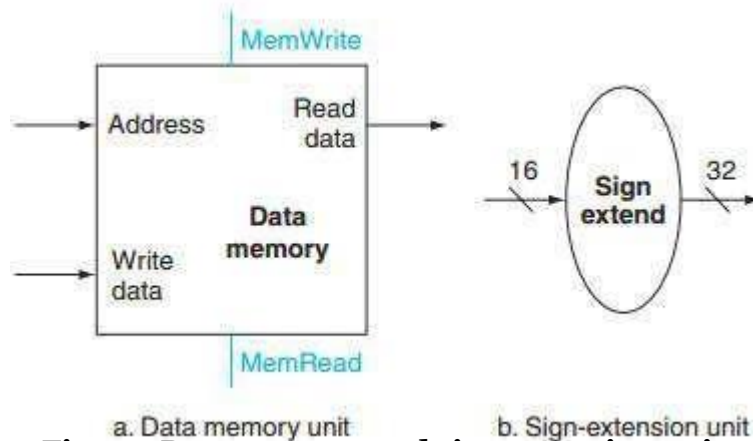 MemWrite
Address
Read
data
Data
memory
Write
data
MemRead
16
Sign
extend
32
a. Data memory unit
b. Sign-extension unit